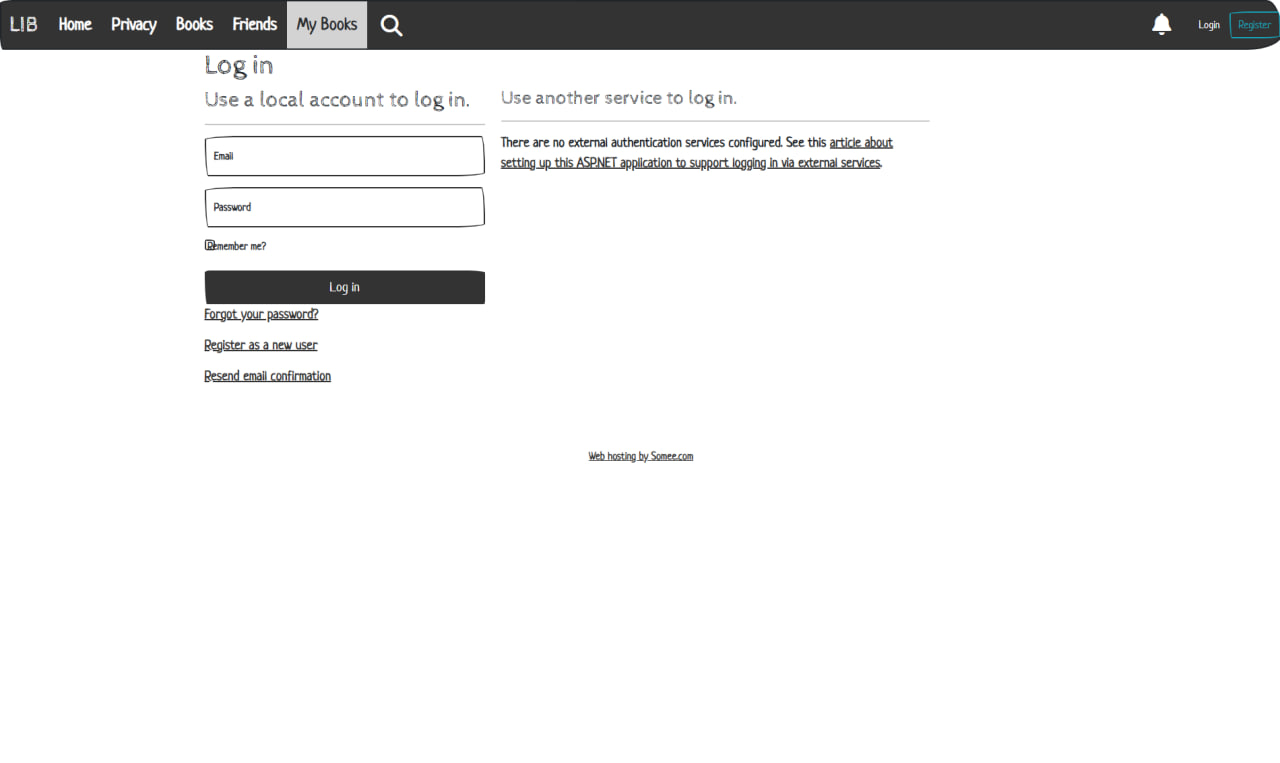 LIB Home Privacy Books Friends My Books Login Register
Log in
Use a local account to log in.
Email
Password
Remember me?
Log in
Forgot your password?
Register as a new user
Resend email confirmation
Use another service to log in.
There are no external authentication services configured. See this article about
setting up this ASP.NET application to support logging in via external services.
Web hosting by Somee.com